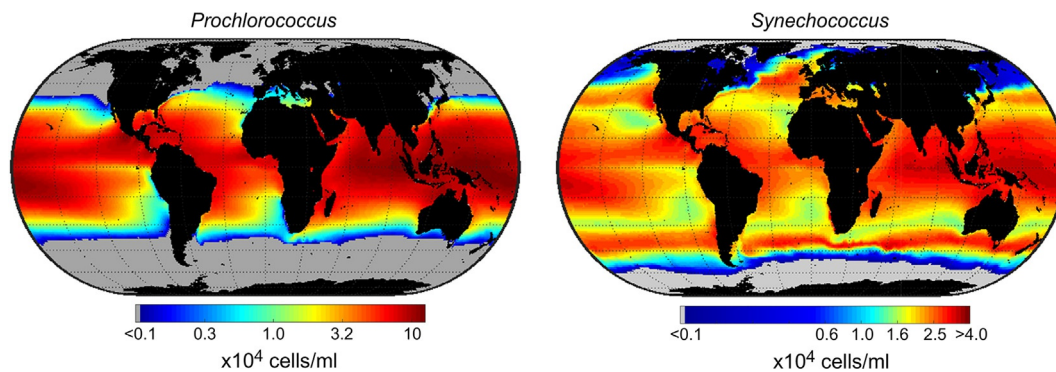 Prochlorococcus
Synechococcus
<0.1 0.3 1.0 3.2 10
<0.1 0.6 1.0 1.6 2.5 >4.0
x10⁴ cells/ml
x10⁴ cells/ml